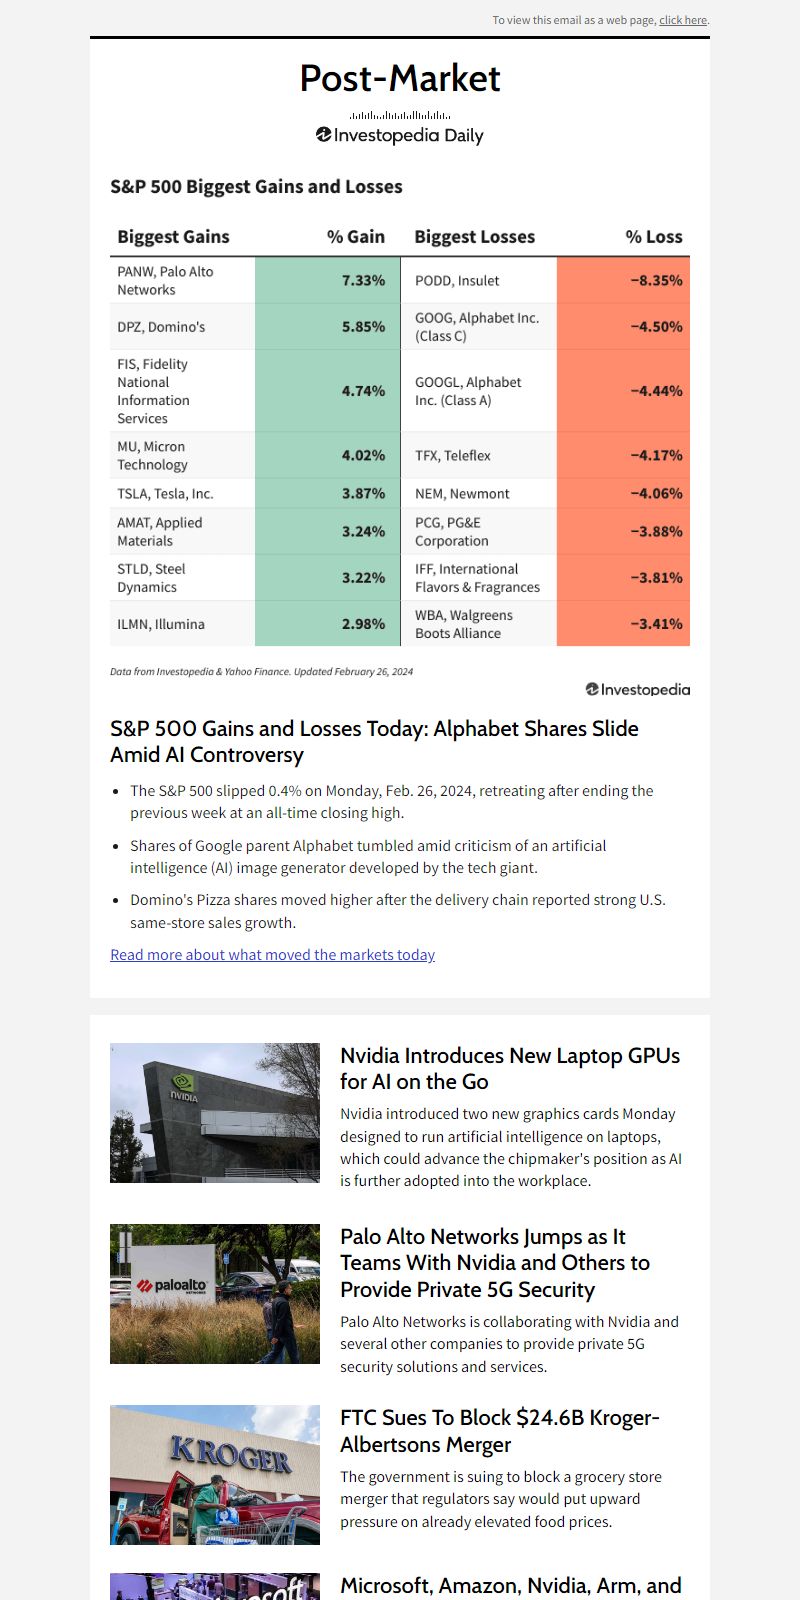 To view this email as a web page, click here.
Post-Market
Investopedia Daily
S&P 500 Biggest Gains and Losses
Biggest Gains % Gain Biggest Losses % Loss
PANW, Palo Alto
Networks
7.33%
PODD, Insulet
−8.35%
DPZ, Domino's
5.85%
GOOG, Alphabet Inc.
(Class C)
−4.50%
FIS, Fidelity
National
Information
Services
4.74%
GOOGL, Alphabet
Inc. (Class A)
−4.44%
MU, Micron
Technology
4.02%
TFX, Teleflex
−4.17%
TSLA, Tesla, Inc.
3.87%
NEM, Newmont
−4.06%
AMAT, Applied
Materials
3.24%
PCG, PG&E
Corporation
−3.88%
STLD, Steel
Dynamics
3.22%
IFF, International
Flavors & Fragrances
−3.81%
ILMN, Illumina
2.98%
WBA, Walgreens
Boots Alliance
−3.41%
Data from Investopedia & Yahoo Finance. Updated February 26, 2024
Investopedia
S&P 500 Gains and Losses Today: Alphabet Shares Slide
Amid AI Controversy
• The S&P 500 slipped 0.4% on Monday, Feb. 26, 2024, retreating after ending the
previous week at an all-time closing high.
• Shares of Google parent Alphabet tumbled amid criticism of an artificial
intelligence (AI) image generator developed by the tech giant.
• Domino's Pizza shares moved higher after the delivery chain reported strong U.S.
same-store sales growth.
Read more about what moved the markets today
NVIDIA
Nvidia Introduces New Laptop GPUs
for AI on the Go
Nvidia introduced two new graphics cards Monday
designed to run artificial intelligence on laptops,
which could advance the chipmaker's position as AI
is further adopted into the workplace.
paloalto
NETWORKS
Palo Alto Networks Jumps as It
Teams With Nvidia and Others to
Provide Private 5G Security
Palo Alto Networks is collaborating with Nvidia and
several other companies to provide private 5G
security solutions and services.
KROGER
FTC Sues To Block $24.6B Kroger-
Albertsons Merger
The government is suing to block a grocery store
merger that regulators say would put upward
pressure on already elevated food prices.
Microsoft, Amazon, Nvidia, Arm, and